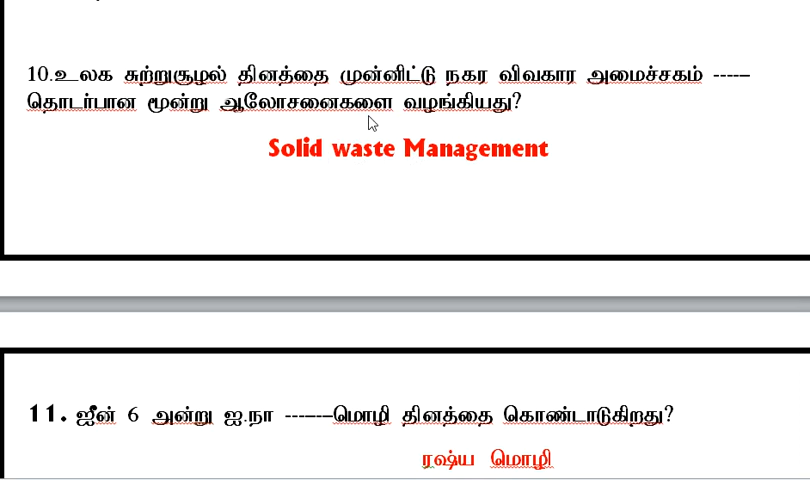 10.உலக சுற்றுசூழல் தினத்தை முன்னிட்டு நகர விவகார அமைச்சகம் -----
தொடர்பான மூன்று ஆலோசனைகளை வழங்கியது?
Solid waste Management
11. ஜீன் 6 அன்று ஐ.நா -------மொழி தினத்தை கொண்டாடுகிறது?
ரஷ்ய மொழி